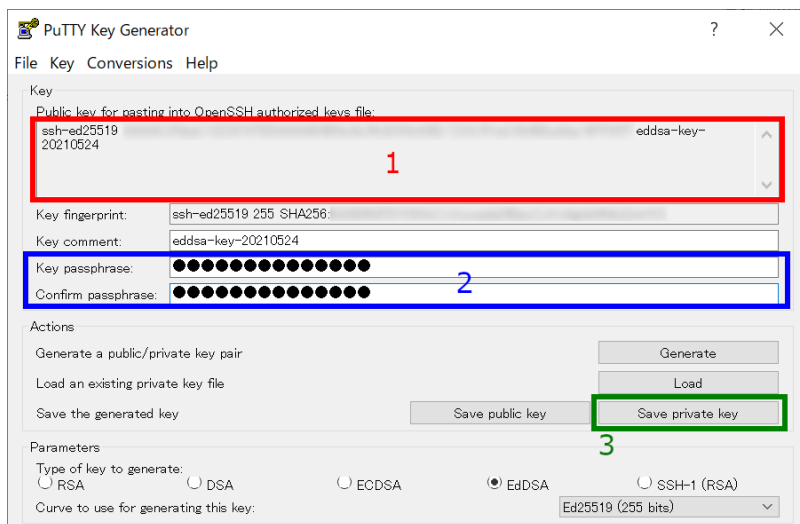 PuTTY Key Generator
File Key Conversions Help
Key
Public key for pasting into OpenSSH authorized_keys file:
ssh-ed25519 eddsa-key-
20210524
1
Key fingerprint: ssh-ed25519 255 SHA256:
Key comment: eddsa-key-20210524
Key passphrase: ●●●●●●●●●●●●●●
2
Confirm passphrase: ●●●●●●●●●●●●●●
Actions
Generate a public/private key pair Generate
Load an existing private key file Load
Save the generated key Save public key Save private key
3
Parameters
Type of key to generate:
RSA DSA ECDSA EdDSA SSH-1 (RSA)
Curve to use for generating this key: Ed25519 (255 bits)